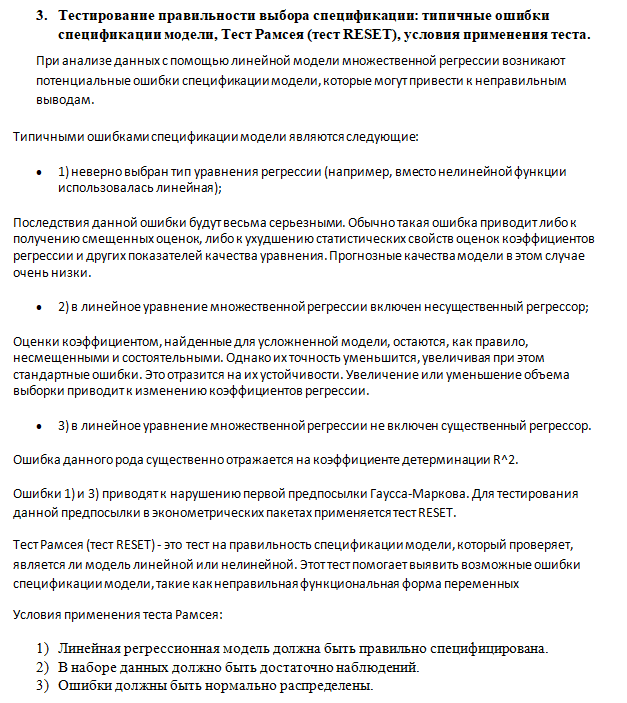 3. Тестирование правильности выбора спецификации: типичные ошибки
спецификации модели, Тест Рамсея (тест RESET), условия применения теста.
При анализе данных с помощью линейной модели множественной регрессии возникают
потенциальные ошибки спецификации модели, которые могут привести к неправильным
выводам.
Типичными ошибками спецификации модели являются следующие:
• 1) неверно выбран тип уравнения регрессии (например, вместо нелинейной функции
использовалась линейная);
Последствия данной ошибки будут весьма серьезными. Обычно такая ошибка приводит либо к
получению смещенных оценок, либо к ухудшению статистических свойств оценок коэффициентов
регрессии и других показателей качества уравнения. Прогнозные качества модели в этом случае
очень низки.
• 2) в линейное уравнение множественной регрессии включен несущественный регрессор;
Оценки коэффициентом, найденные для усложненной модели, остаются, как правило,
несмещенными и состоятельными. Однако их точность уменьшится, увеличивая при этом
стандартные ошибки. Это отразится на их устойчивости. Увеличение или уменьшение объема
выборки приводит к изменению коэффициентов регрессии.
• 3) в линейное уравнение множественной регрессии не включен существенный регрессор.
Ошибка данного рода существенно отражается на коэффициенте детерминации R^2.
Ошибки 1) и 3) приводят к нарушению первой предпосылки Гаусса-Маркова. Для тестирования
данной предпосылки в эконометрических пакетах применяется тест RESET.
Тест Рамсея (тест RESET) - это тест на правильность спецификации модели, который проверяет,
является ли модель линейной или нелинейной. Этот тест помогает выявить возможные ошибки
спецификации модели, такие как неправильная функциональная форма переменных
Условия применения теста Рамсея:
1) Линейная регрессионная модель должна быть правильно специфицирована.
2) В наборе данных должно быть достаточно наблюдений.
3) Ошибки должны быть нормально распределены.